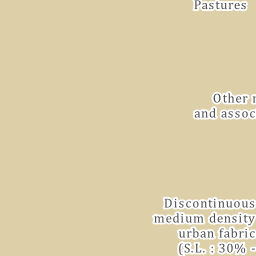 Pastures
Other
and assoc
Discontinuous
medium density
urban fabric
(S.L. : 30% -